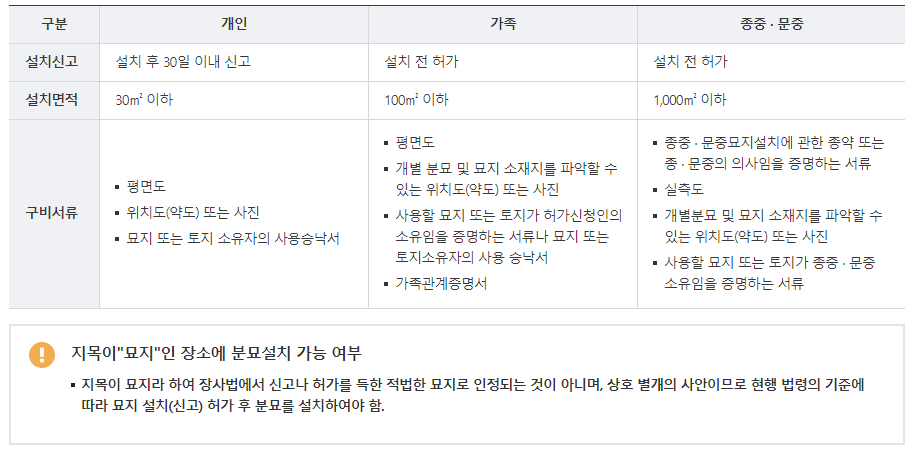 구분 개인 가족 종중 · 문중
설치신고 설치 후 30일 이내 신고 설치 전 허가 설치 전 허가
설치면적 30㎡ 이하 100㎡ 이하 1,000㎡ 이하
구비서류
▪ 평면도
▪ 위치도(약도) 또는 사진
▪ 묘지 또는 토지 소유자의 사용승낙서
▪ 평면도
▪ 개별 분묘 및 묘지 소재지를 파악할 수
있는 위치도(약도) 또는 사진
▪ 사용할 묘지 또는 토지가 허가신청인의
소유임을 증명하는 서류나 묘지 또는
토지소유자의 사용 승낙서
▪ 가족관계증명서
▪ 종중 · 문중묘지설치에 관한 종약 또는
종 · 문중의 의사임을 증명하는 서류
▪ 실측도
▪ 개별분묘 및 묘지 소재지를 파악할 수
있는 위치도(약도) 또는 사진
▪ 사용할 묘지 또는 토지가 종중 · 문중
소유임을 증명하는 서류
지목이"묘지"인 장소에 분묘설치 가능 여부
▪ 지목이 묘지라 하여 장사법에서 신고나 허가를 득한 적법한 묘지로 인정되는 것이 아니며, 상호 별개의 사안이므로 현행 법령의 기준에
따라 묘지 설치(신고) 허가 후 분묘를 설치하여야 함.